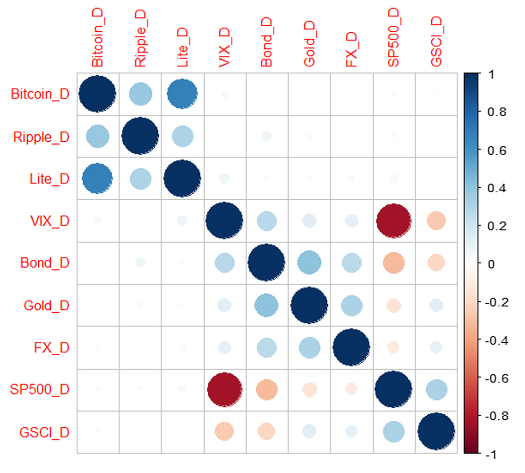 Bitcoin_D
Ripple_D
Lite_D
VIX_D
Bond_D
Gold_D
FX_D
SP500_D
GSCI_D
Bitcoin_D
Ripple_D
Lite_D
VIX_D
Bond_D
Gold_D
FX_D
SP500_D
GSCI_D
1
0.8
0.6
0.4
0.2
0
-0.2
-0.4
-0.6
-0.8
-1